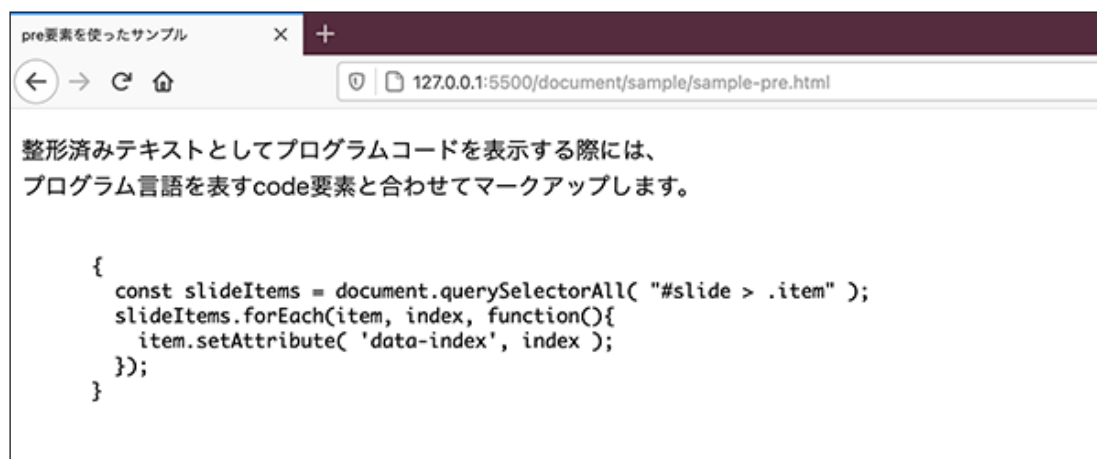 pre要素を使ったサンプル
127.0.0.1:5500/document/sample/sample-pre.html
整形済みテキストとしてプログラムコードを表示する際には、
プログラム言語を表すcode要素と合わせてマークアップします。
{
  const slideItems = document.querySelectorAll( "#slide > .item" );
  slideItems.forEach(item, index, function(){
    item.setAttribute( 'data-index', index );
  });
}